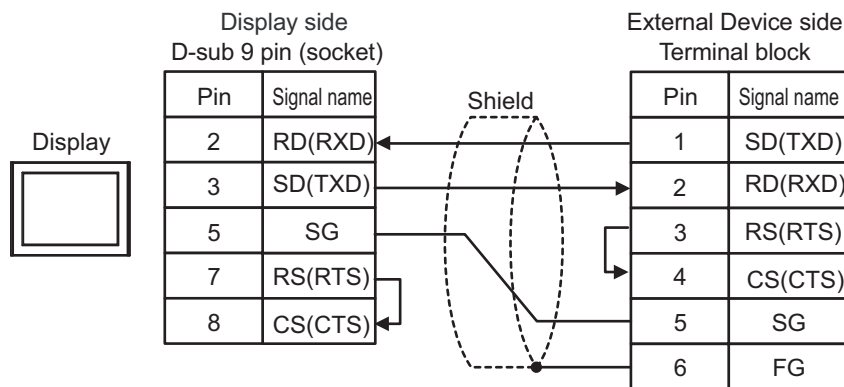 Display side
D-sub 9 pin (socket)
External Device side
Terminal block
Pin Signal name
Shield
Pin Signal name
Display
2 RD(RXD)
1 SD(TXD)
3 SD(TXD)
2 RD(RXD)
5 SG
3 RS(RTS)
7 RS(RTS)
4 CS(CTS)
8 CS(CTS)
5 SG
6 FG